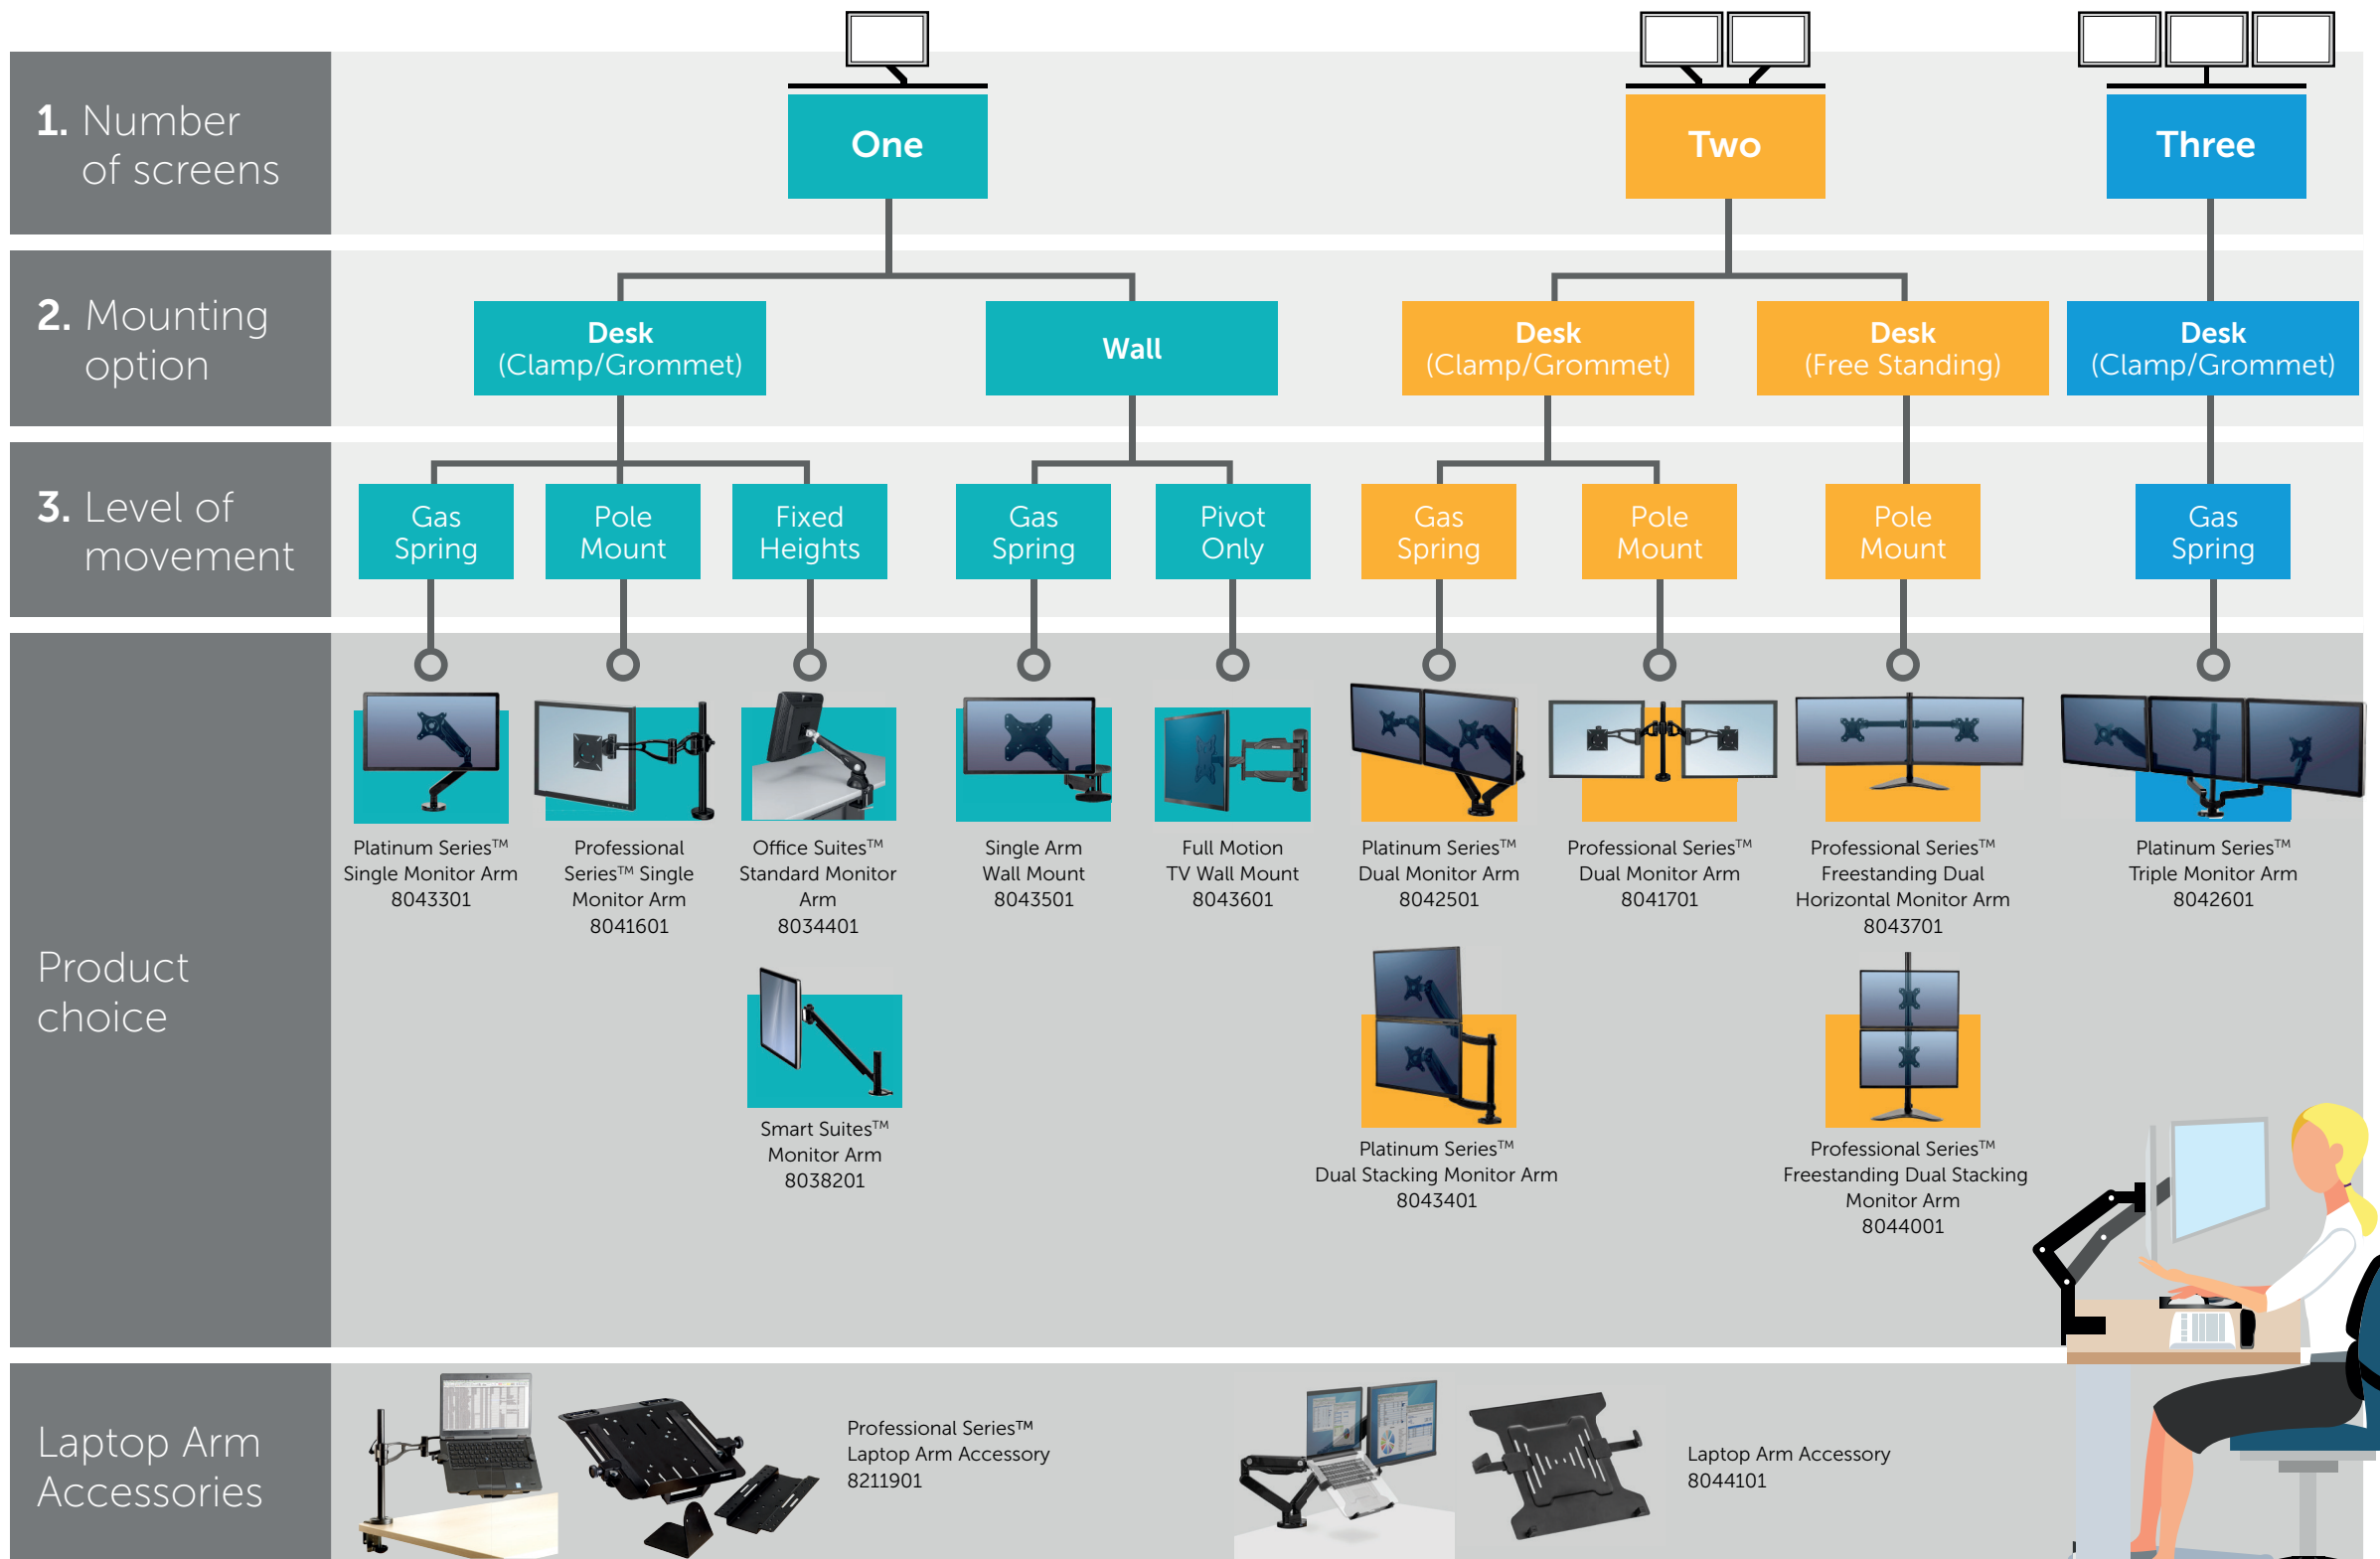 1. Number
of screens
One
Two
Three
2. Mounting
option
Desk
(Clamp/Grommet)
Wall
Desk
(Clamp/Grommet)
Desk
(Free Standing)
Desk
(Clamp/Grommet)
3. Level of
movement
Gas
Spring
Pole
Mount
Fixed
Heights
Gas
Spring
Pivot
Only
Gas
Spring
Pole
Mount
Pole
Mount
Gas
Spring
Product
choice
Platinum Series™
Single Monitor Arm
8043301
Professional
Series™ Single
Monitor Arm
8041601
Office Suites™
Standard Monitor
Arm
8034401
Single Arm
Wall Mount
8043501
Full Motion
TV Wall Mount
8043601
Platinum Series™
Dual Monitor Arm
8042501
Professional Series™
Dual Monitor Arm
8041701
Professional Series™
Freestanding Dual
Horizontal Monitor Arm
8043701
Platinum Series™
Triple Monitor Arm
8042601
Smart Suites™
Monitor Arm
8038201
Platinum Series™
Dual Stacking Monitor Arm
8043401
Professional Series™
Freestanding Dual Stacking
Monitor Arm
8044001
Laptop Arm
Accessories
Professional Series™
Laptop Arm Accessory
8211901
Laptop Arm Accessory
8044101